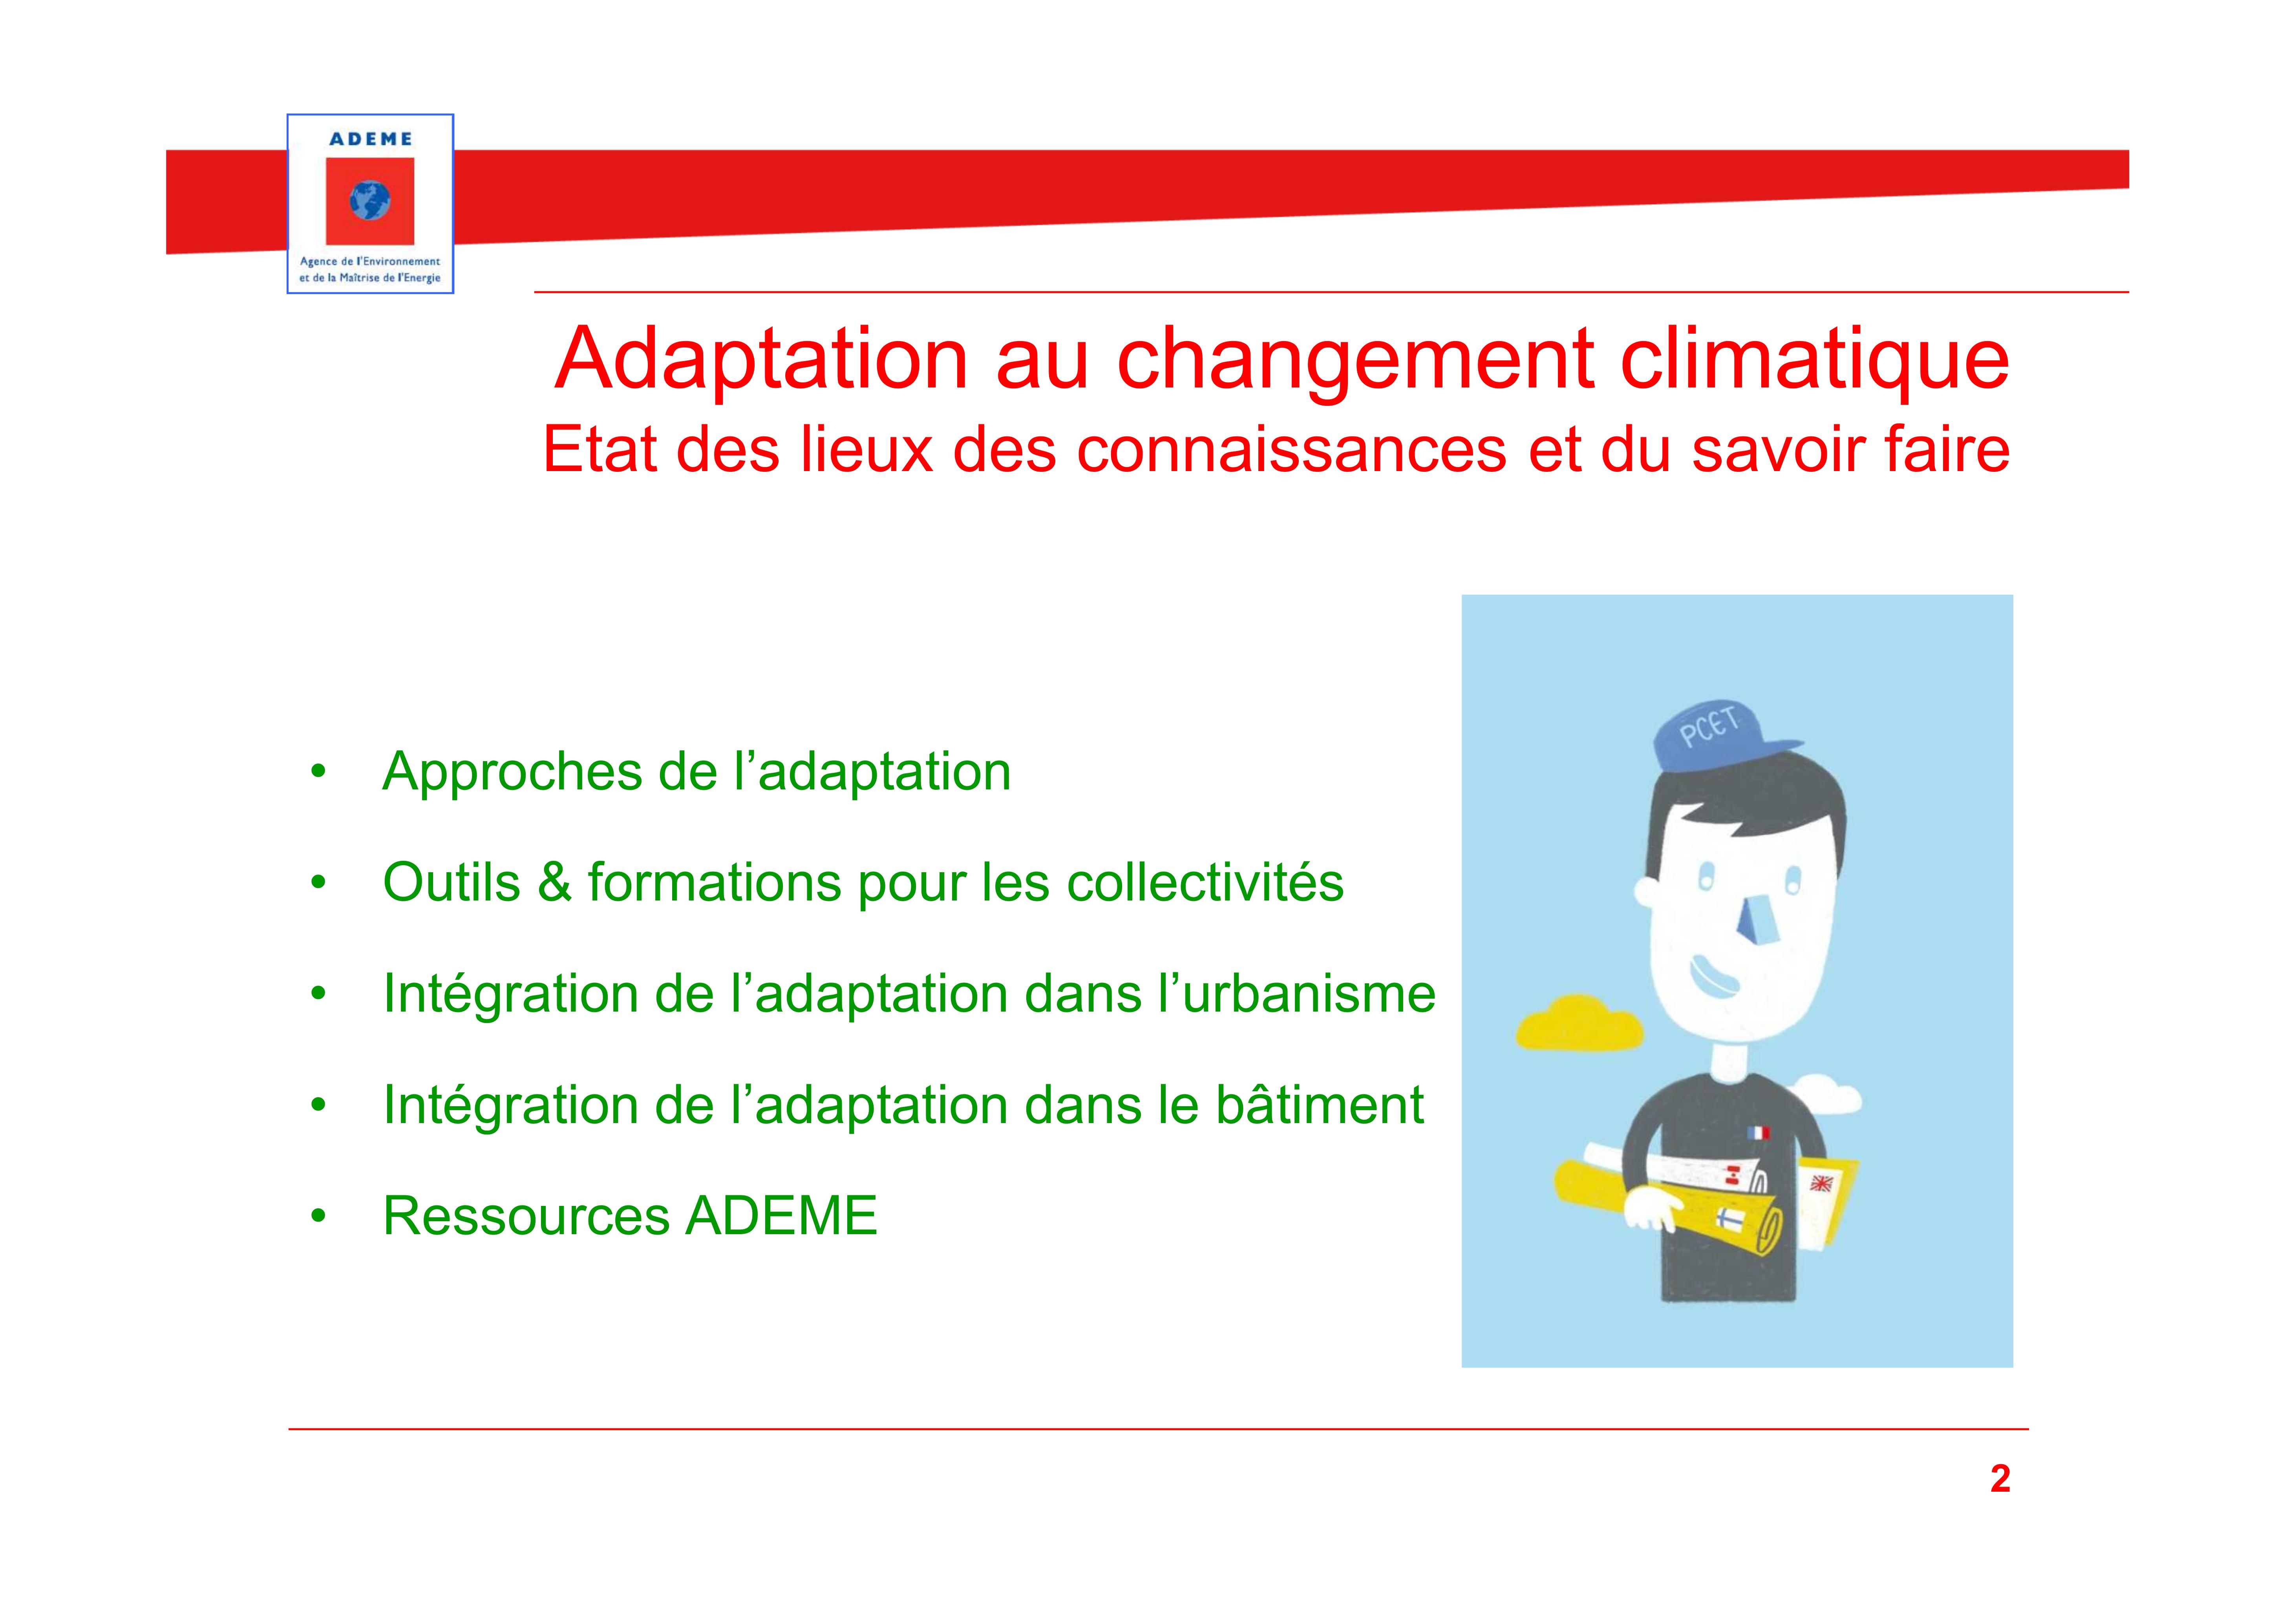 ADEME
Agence de l'Environnement
et de la Maîtrise de l'Energie
Adaptation au changement climatique
Etat des lieux des connaissances et du savoir faire
• Approches de l’adaptation
• Outils & formations pour les collectivités
• Intégration de l’adaptation dans l’urbanisme
• Intégration de l’adaptation dans le bâtiment
• Ressources ADEME
PCET
2